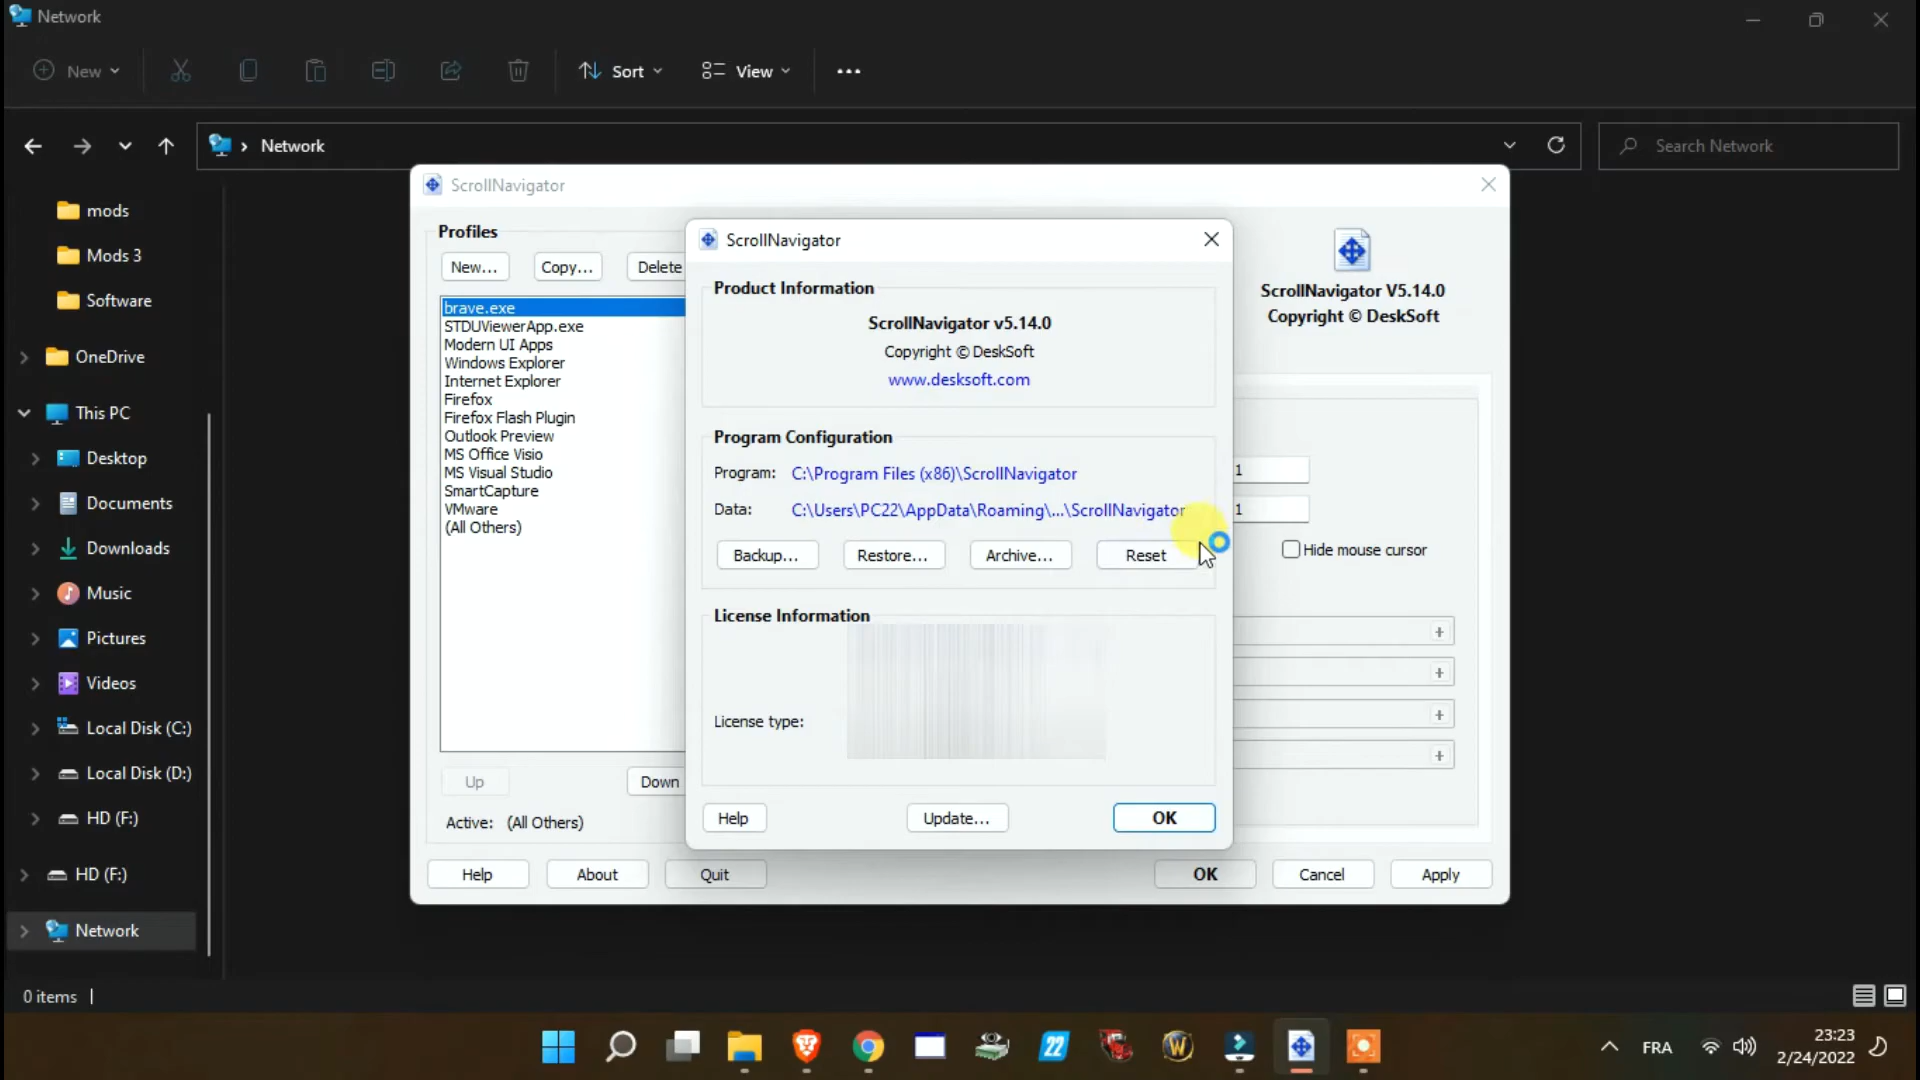 Network
New
Sort
View
Network
Search Network
mods
Mods 3
Software
OneDrive
This PC
Desktop
Documents
Downloads
Music
Pictures
Videos
Local Disk (C:)
Local Disk (D:)
HD (F:)
HD (F:)
Network
0 items
ScrollNavigator
Profiles
New...
Copy...
Delete
brave.exe
STDUViewerApp.exe
Modern UI Apps
Windows Explorer
Internet Explorer
Firefox
Firefox Flash Plugin
Outlook Preview
MS Office Visio
MS Visual Studio
SmartCapture
VMware
(All Others)
Up
Down
Active: (All Others)
Help
About
Quit
ScrollNavigator
Product Information
ScrollNavigator v5.14.0
Copyright © DeskSoft
www.desksoft.com
Program Configuration
Program: C:\Program Files (x86)\ScrollNavigator
Data: C:\Users\PC22\AppData\Roaming\...\ScrollNavigator
Backup...
Restore...
Archive...
Reset
License Information
License type:
Help
Update...
OK
ScrollNavigator V5.14.0
Copyright © DeskSoft
1
1
Hide mouse cursor
+
+
+
+
OK
Cancel
Apply
22
W
FRA
23:23
2/24/2022